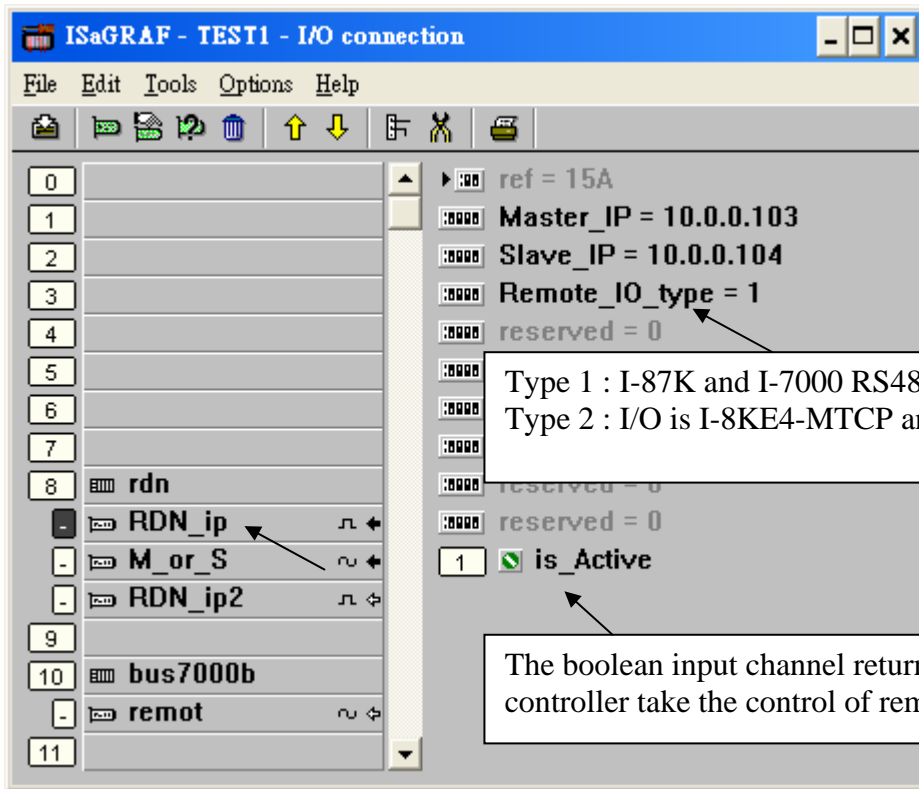 ISaGRAF - TEST1 - I/O connection
File Edit Tools Options Help
0
1
2
3
4
5
6
7
8 rdn
- RDN_ip
- M_or_S
- RDN_ip2
9
10 bus7000b
- remot
11
ref = 15A
Master_IP = 10.0.0.103
Slave_IP = 10.0.0.104
Remote_IO_type = 1
reserved = 0
Type 1 : I-87K and I-7000 RS48
Type 2 : I/O is I-8KE4-MTCP
reserved = 0
reserved = 0
1 is_Active
The boolean input channel return
controller take the control of